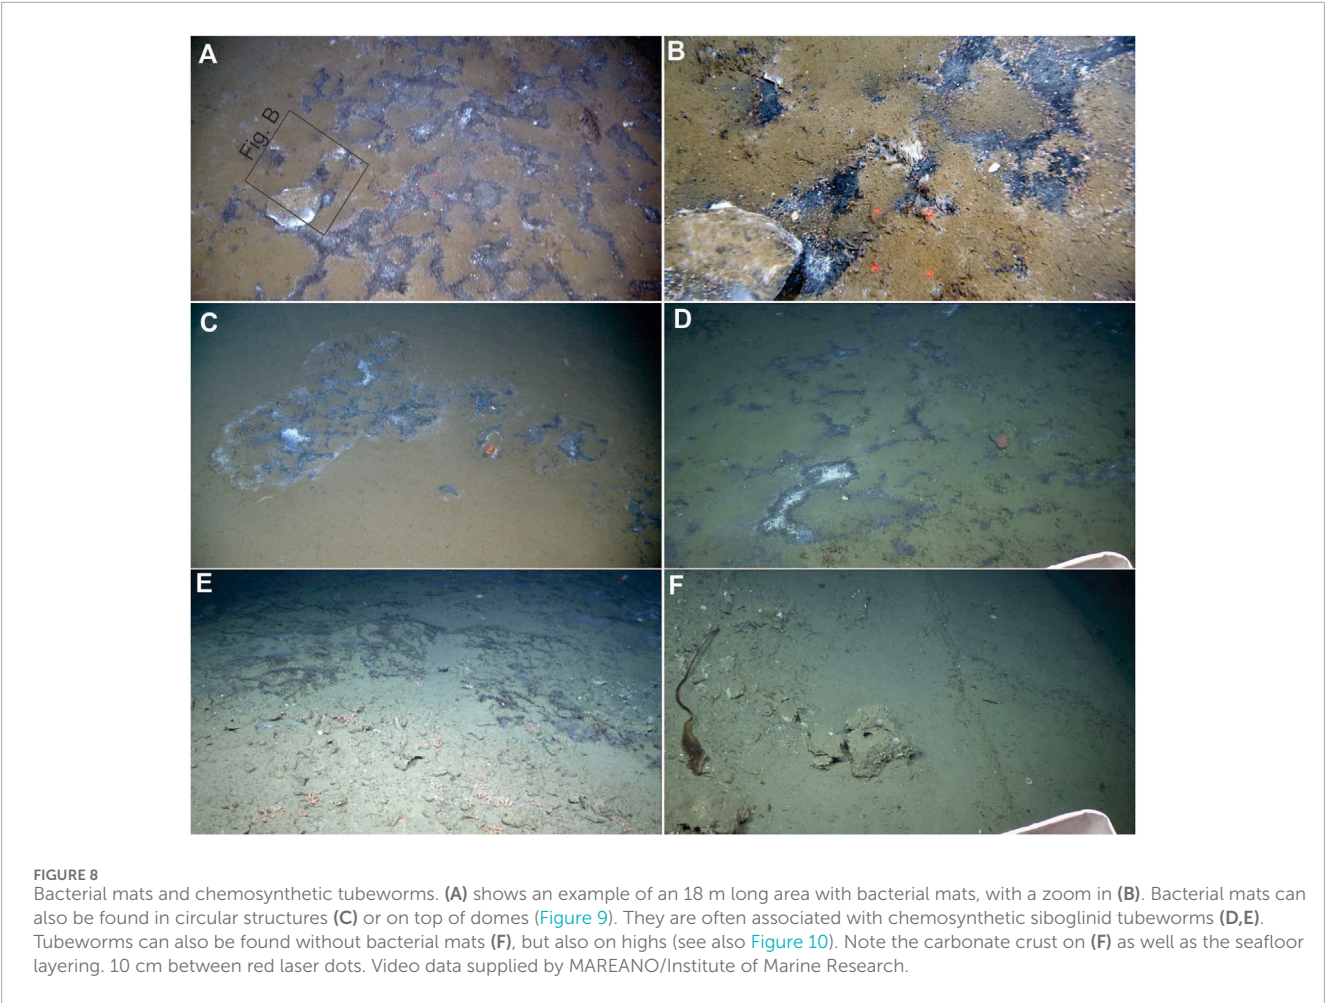 A
Fig. B
B
C
D
E
F
FIGURE 8
Bacterial mats and chemosynthetic tubeworms. (A) shows an example of an 18 m long area with bacterial mats, with a zoom in (B). Bacterial mats can
also be found in circular structures (C) or on top of domes (Figure 9). They are often associated with chemosynthetic siboglinid tubeworms (D,E).
Tubeworms can also be found without bacterial mats (F), but also on highs (see also Figure 10). Note the carbonate crust on (F) as well as the seafloor
layering. 10 cm between red laser dots. Video data supplied by MAREANO/Institute of Marine Research.